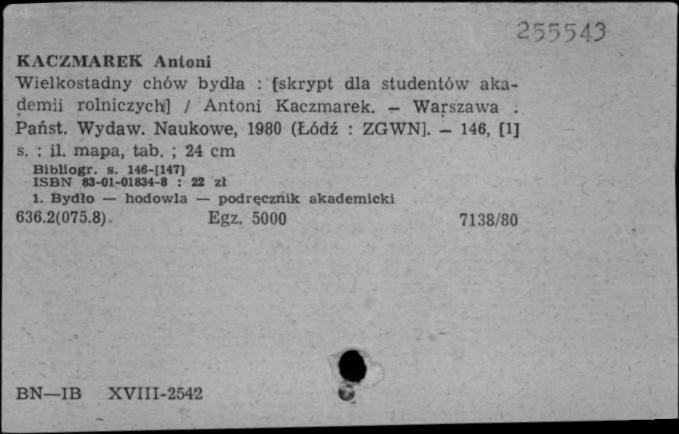 255543
KACZMAREK Antoni
Wielkostadny chów bydła : [skrypt dla studentów aka-
demii rolniczych] / Antoni Kaczmarek. — Warszawa :
Państ. Wydaw. Naukowe, 1980 (Łódź : ZGWN]. — 146, [1]
s. : il. mapa, tab. ; 24 cm
Bibliogr. s. 146-[147]
ISBN 83-01-01834-8 : 22 zł
1. Bydło — hodowla — podręcznik akademicki
636.2(075.8) Egz. 5000 7138/80
BN—IB XVIII-2542